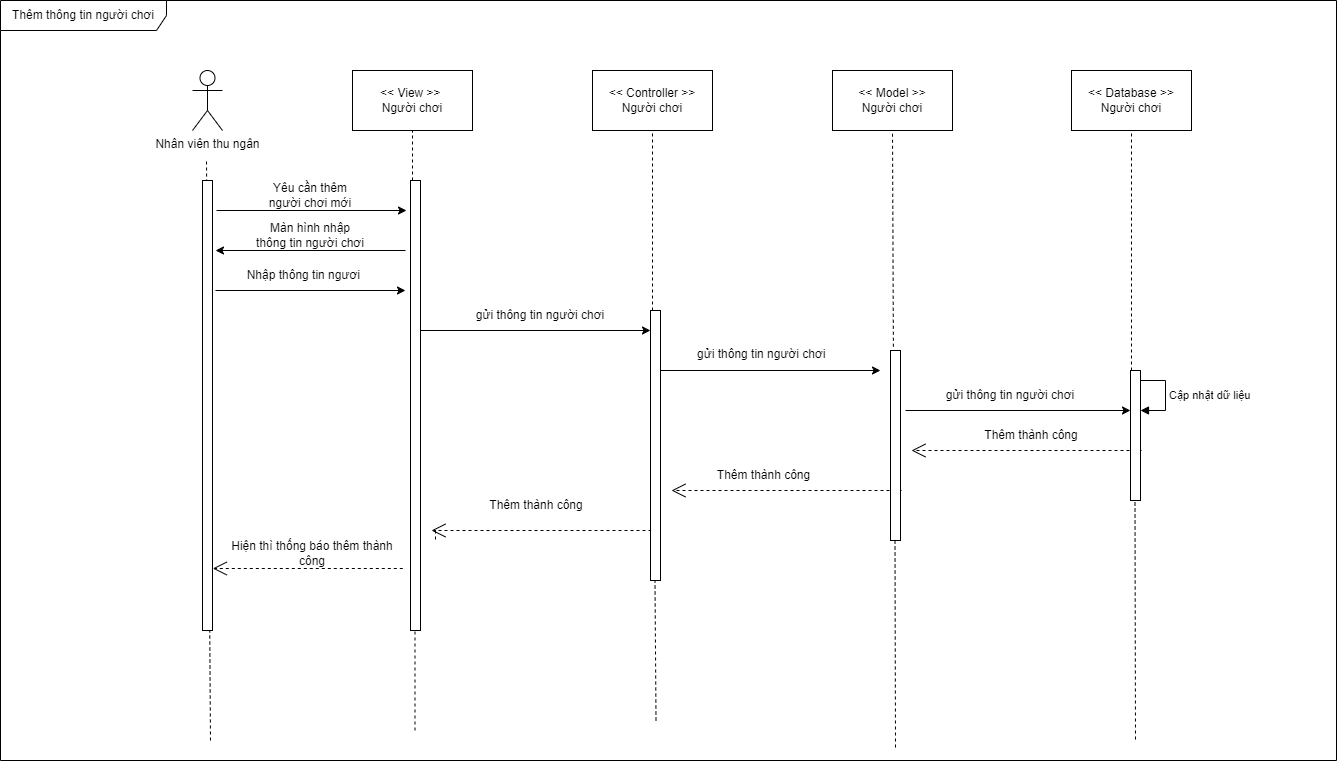 Thêm thông tin người chơi
<< View >>
Người chơi
<< Controller >>
Người chơi
<< Model >>
Người chơi
<< Database >>
Người chơi
Nhân viên thu ngân
Yêu cần thêm
người chơi mới
Màn hình nhập
thông tin người chơi
Nhập thông tin ngươi
gửi thông tin người chơi
gửi thông tin người chơi
gửi thông tin người chơi
Cập nhật dữ liệu
Thêm thành công
Thêm thành công
Thêm thành công
Hiện thì thống báo thêm thành
công